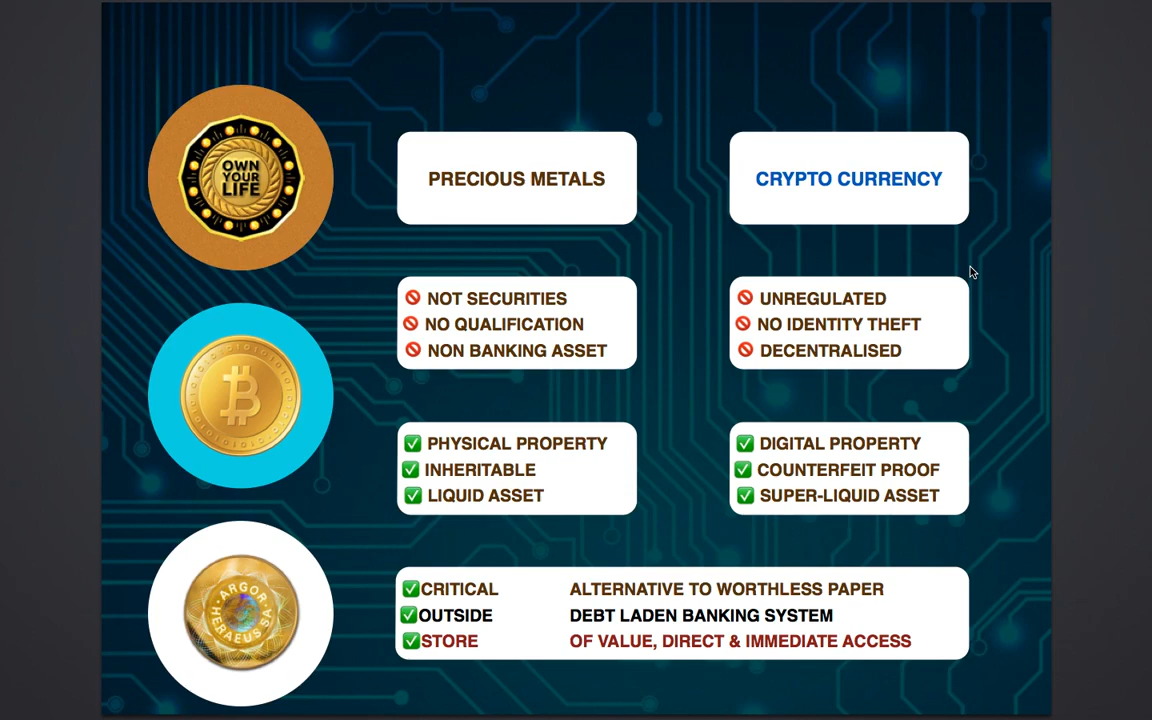 OWN
YOUR
LIFE
PRECIOUS METALS
CRYPTO CURRENCY
NOT SECURITIES
NO QUALIFICATION
NON BANKING ASSET
UNREGULATED
NO IDENTITY THEFT
DECENTRALISED
PHYSICAL PROPERTY
INHERITABLE
LIQUID ASSET
DIGITAL PROPERTY
COUNTERFEIT PROOF
SUPER-LIQUID ASSET
ARGOR
HERAEUS SA
CRITICAL ALTERNATIVE TO WORTHLESS PAPER
OUTSIDE DEBT LADEN BANKING SYSTEM
STORE OF VALUE, DIRECT & IMMEDIATE ACCESS